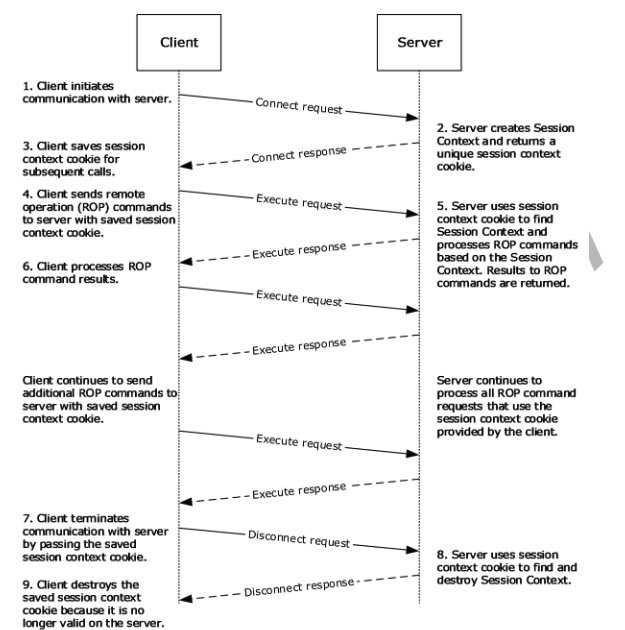 Client
Server
1. Client initiates
communication with server.
Connect request
2. Server creates Session
Context and returns a
unique session context
cookie.
Connect response
3. Client saves session
context cookie for
subsequent calls.
4. Client sends remote
operation (ROP) commands
to server with saved session
context cookie.
Execute request
5. Server uses session
context cookie to find
Session Context and
processes ROP commands
based on the Session
Context. Results to ROP
commands are returned.
Execute response
6. Client processes ROP
command results.
Execute request
Execute response
Client continues to send
additional ROP commands to
server with saved session
context cookie.
Server continues to
process all ROP command
requests that use the
session context cookie
provided by the client.
Execute request
Execute response
7. Client terminates
communication with server
by passing the saved
session context cookie.
Disconnect request
8. Server uses session
context cookie to find and
destroy Session Context.
Disconnect response
9. Client destroys the
saved session context
cookie because it is no
longer valid on the server.